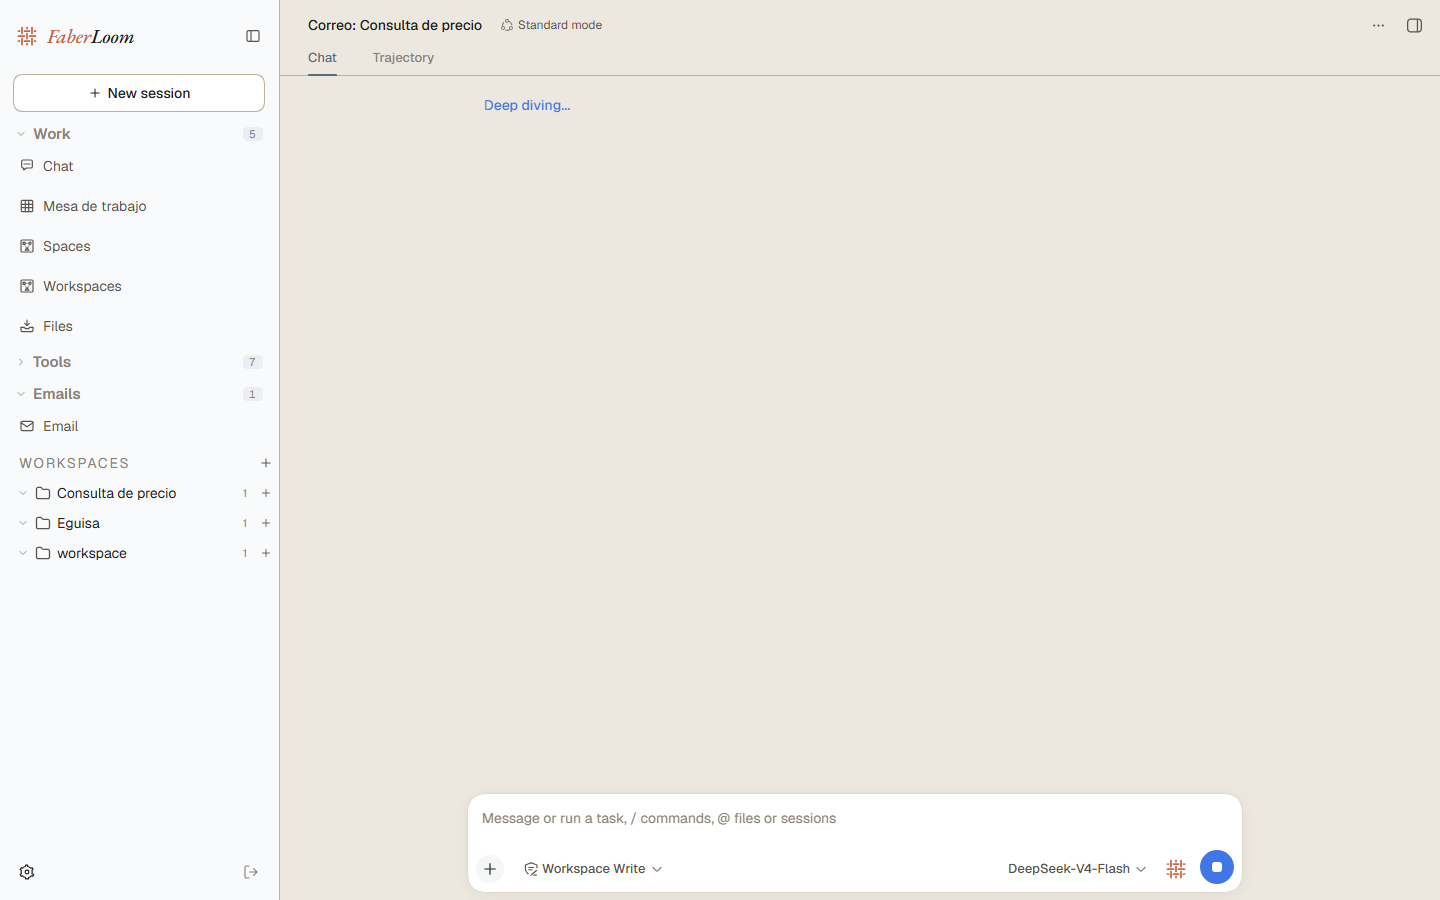 FaberLoom
New session
Work 5
Chat
Mesa de trabajo
Spaces
Workspaces
Files
Tools 7
Emails 1
Email
WORKSPACES
Consulta de precio 1
Eguisa 1
workspace 1
Correo: Consulta de precio Standard mode
Chat Trajectory
Deep diving...
Message or run a task, / commands, @ files or sessions
Workspace Write DeepSeek-V4-Flash